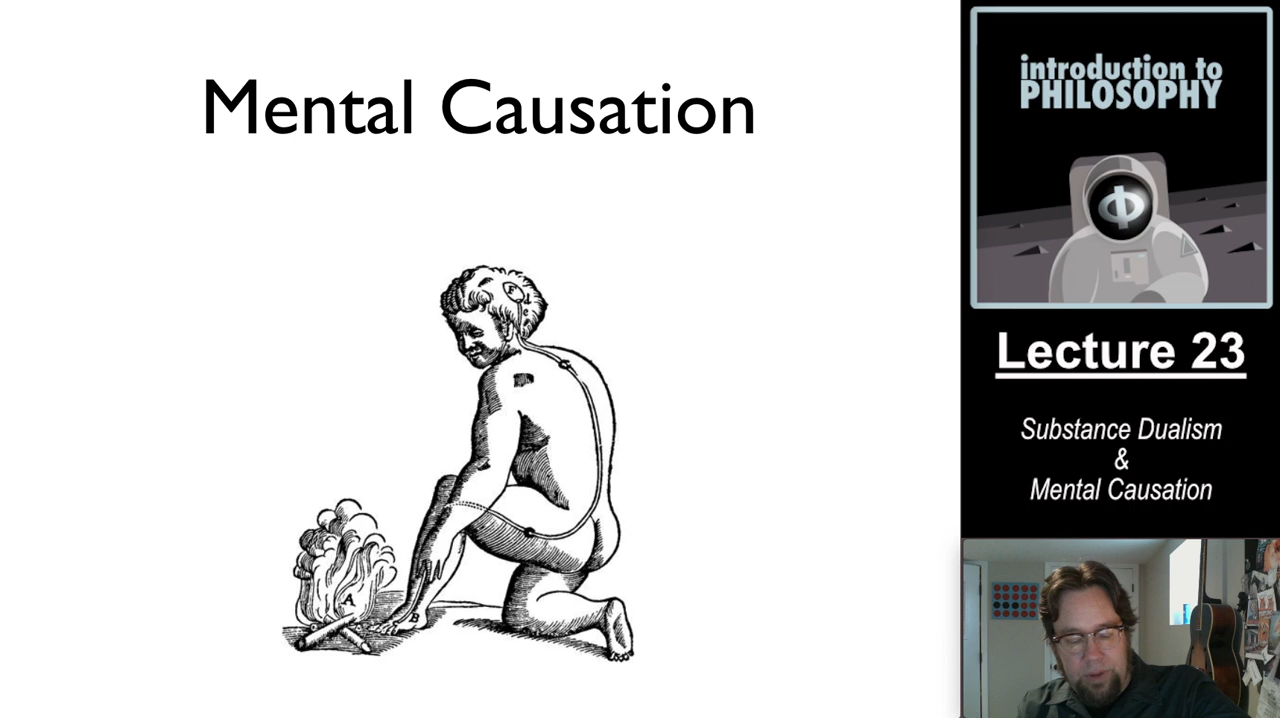 Mental Causation
F
A
B
introduction to
PHILOSOPHY
Φ
Lecture 23
Substance Dualism
&
Mental Causation